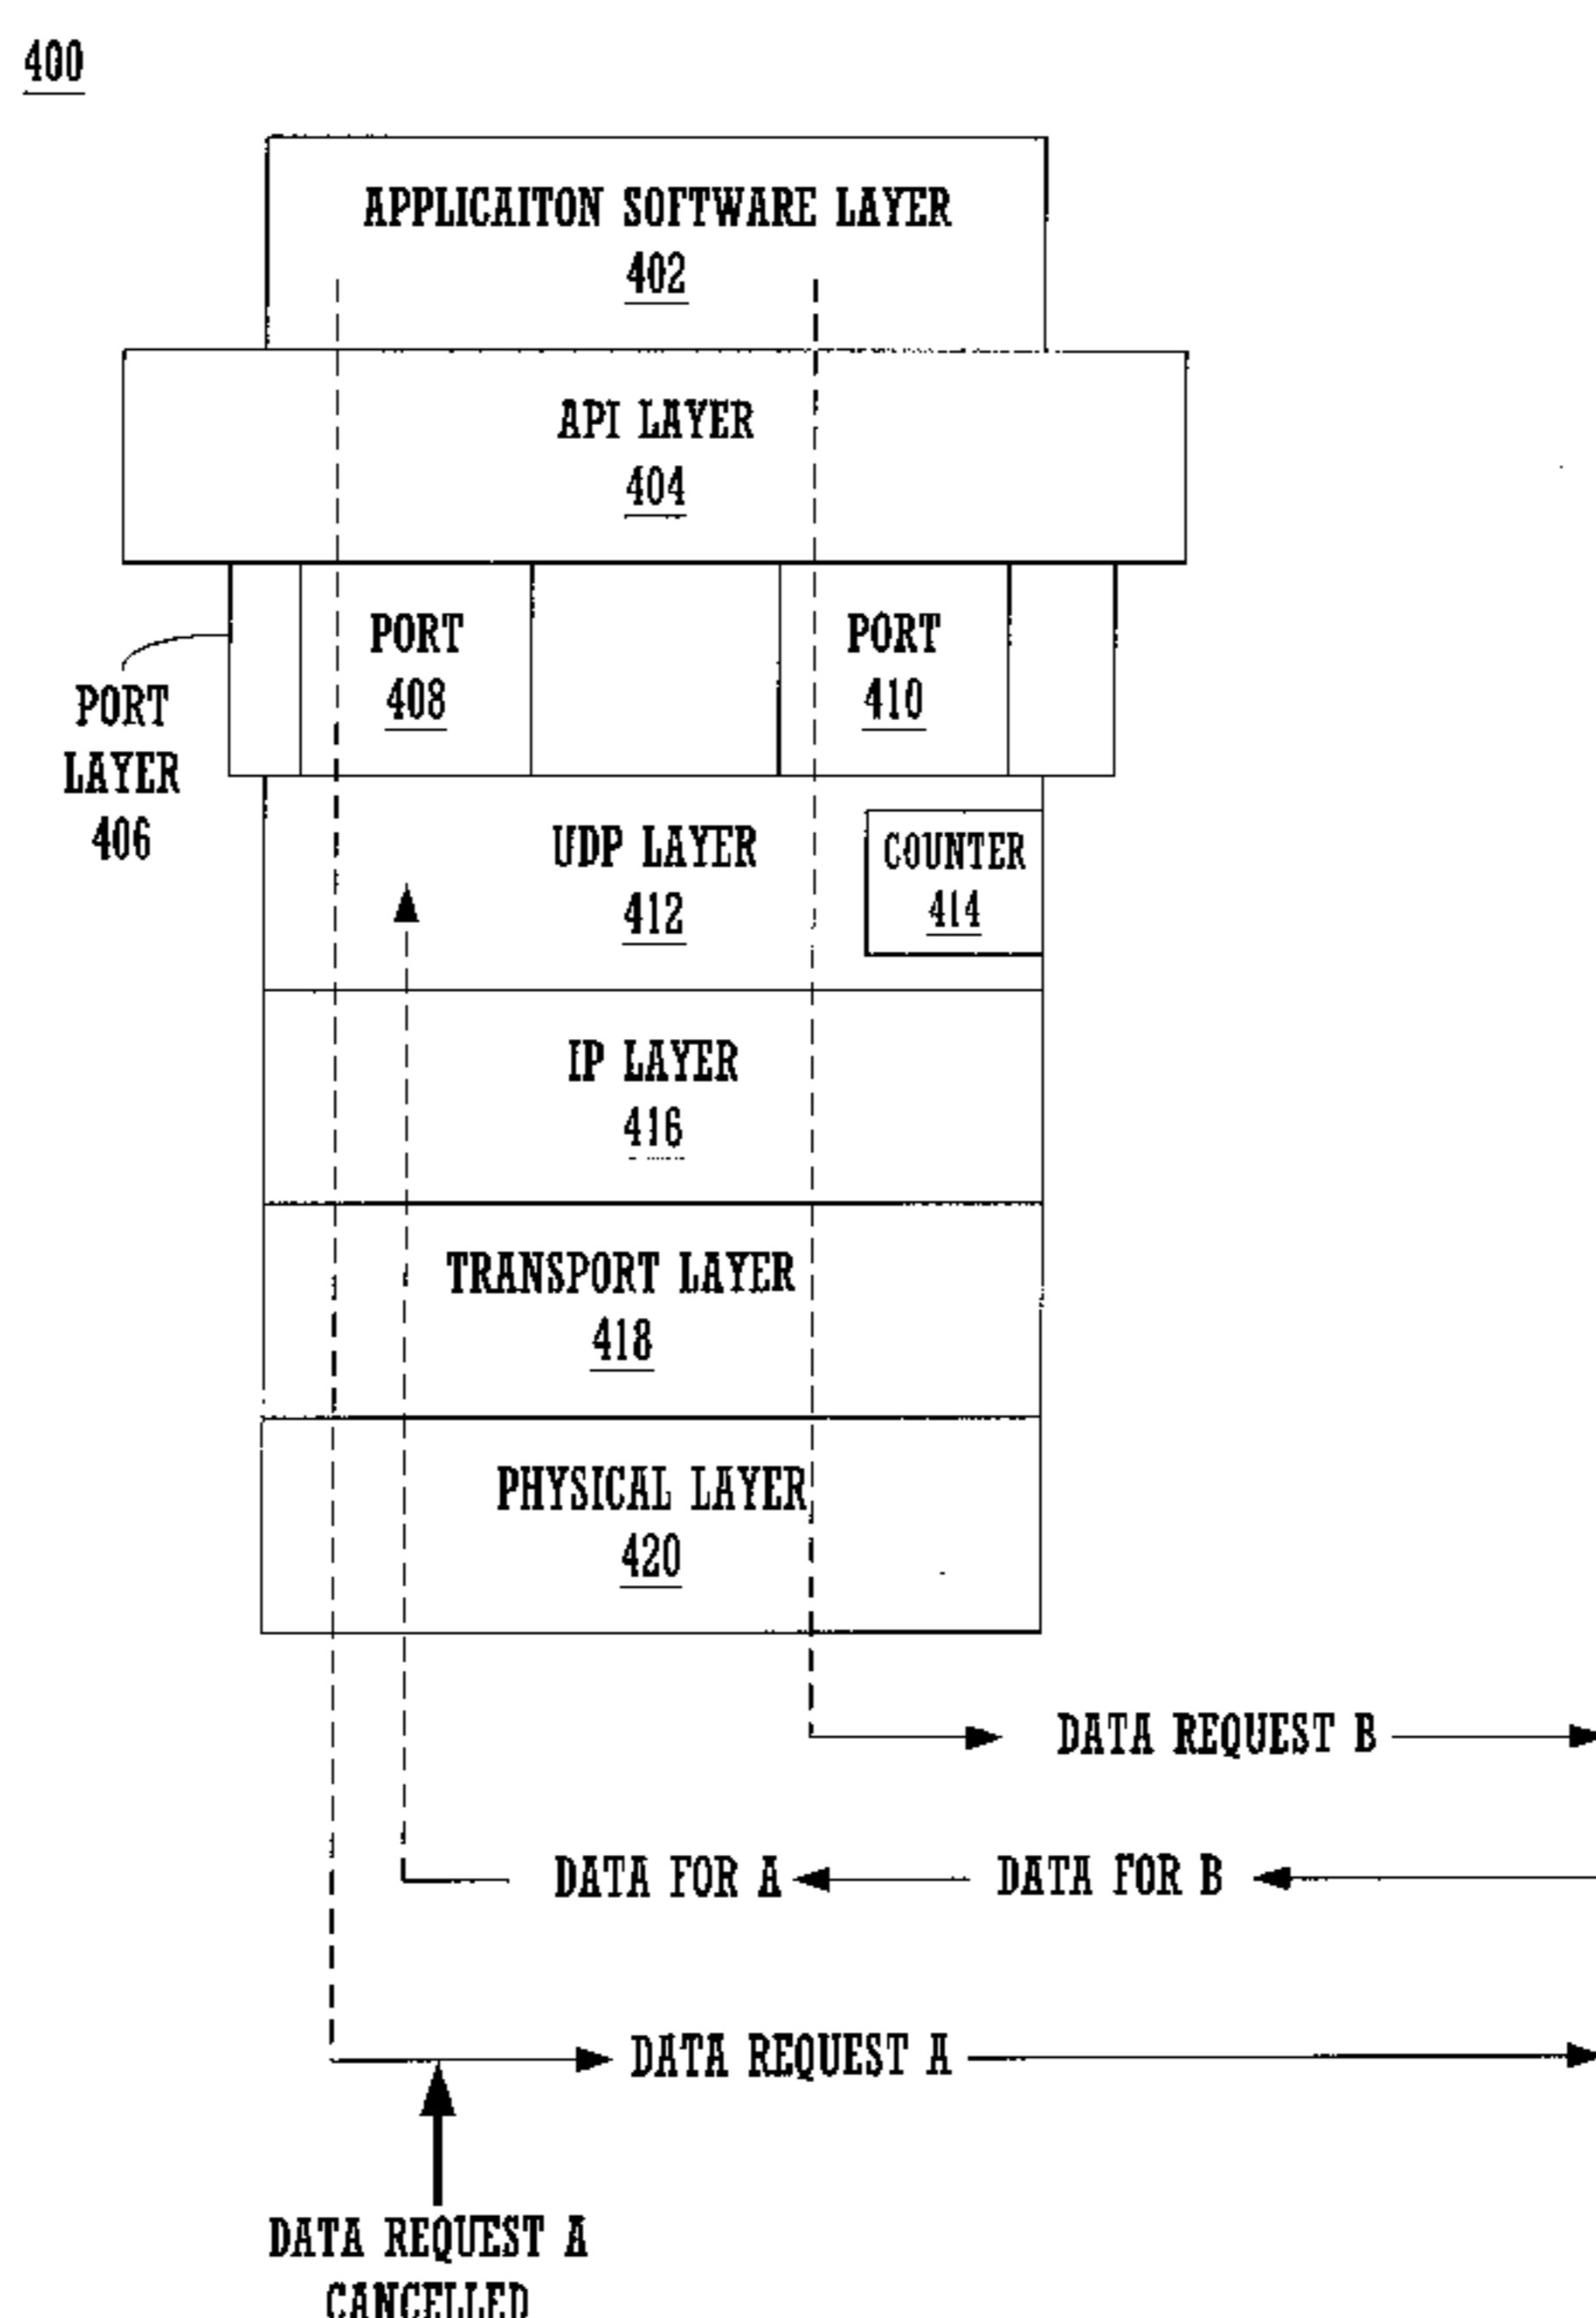 400
APPLICAITON SOFTWARE LAYER
402
API LAYER
404
PORT
408
PORT
410
PORT
LAYER
406
UDP LAYER
412
COUNTER
414
IP LAYER
416
TRANSPORT LAYER
418
PHYSICAL LAYER
420
DATA REQUEST B
DATA FOR A
DATA FOR B
DATA REQUEST A
DATA REQUEST A
CANCELLED